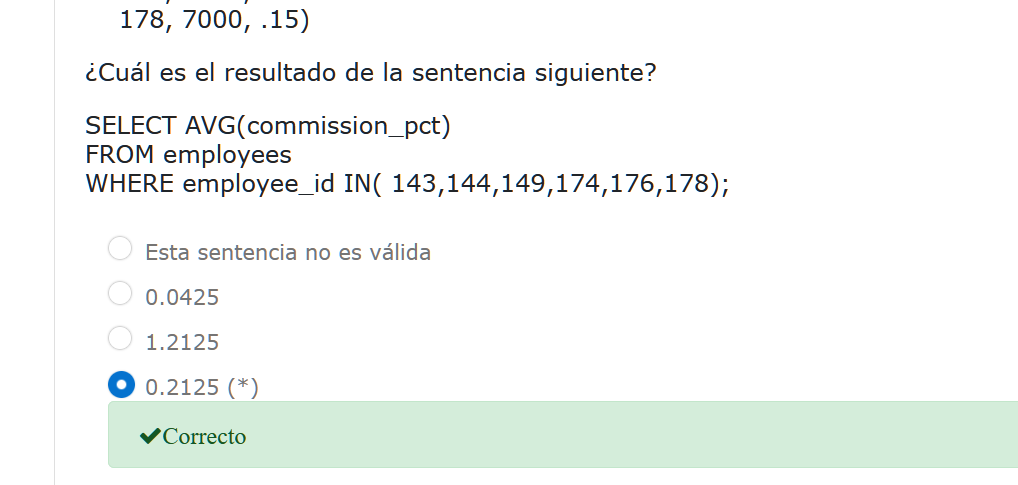 178, 7000, .15)
¿Cuál es el resultado de la sentencia siguiente?
SELECT AVG(commission_pct)
FROM employees
WHERE employee_id IN( 143,144,149,174,176,178);
Esta sentencia no es válida
0.0425
1.2125
0.2125 (*)
Correcto